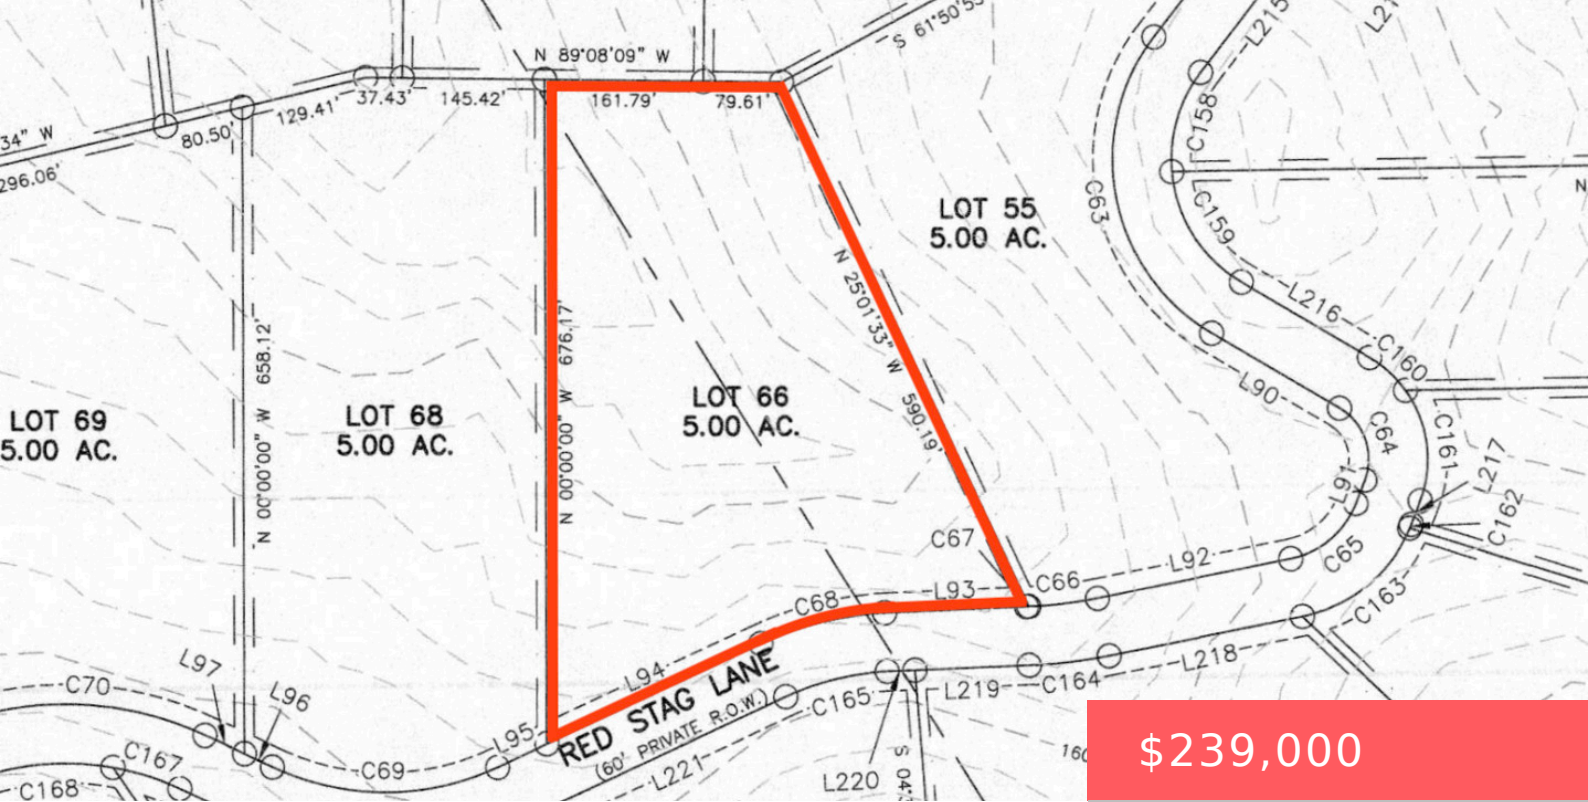 N 89°08'09" W
S 61°50'53
L215
L21
34" W
296.06'
80.50'
129.41'
37.43'
145.42'
161.79'
79.61'
C158
C159
C63
N
LOT 55
5.00 AC.
L216
C160
L90
C64
C161
L217
C162
L91
C65
C163
N 25°01'33" W 590.19'
N 00°00'00" W 676.17'
N 00°00'00" W 658.12'
LOT 69
5.00 AC.
LOT 68
5.00 AC.
LOT 66
5.00 AC.
C67
C66
L92
L93
C68
L94
L95
L97
L96
C70
C69
C167
C168
RED STAG LANE
(60' PRIVATE R.O.W.)
L221
C165
L219
C164
L218
L220
S 04°
160
$239,000